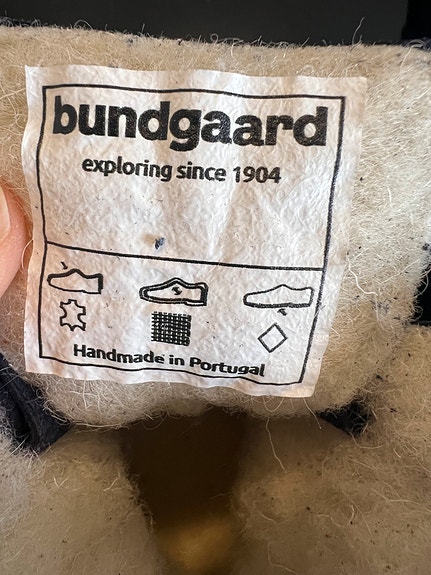 bundgaard
exploring since 1904
Handmade in Portugal